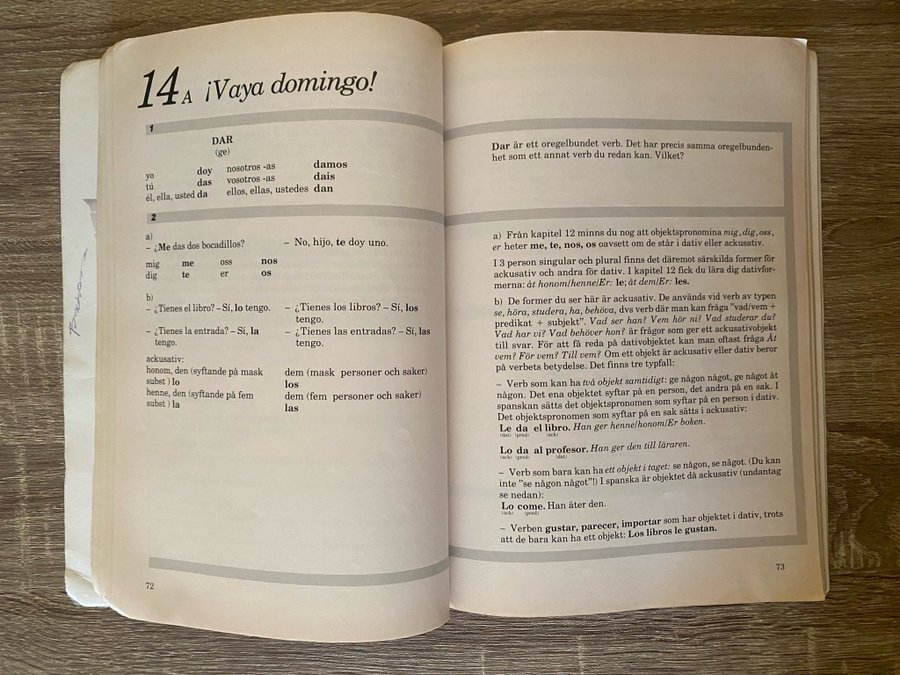 14 A ¡Vaya domingo!
1
DAR
(ge)
yo doy nosotros -as damos
tú das vosotros -as dais
él, ella, usted da ellos, ellas, ustedes dan
2
a)
– ¿Me das dos bocadillos? – No, hijo, te doy uno.
mig me oss nos
dig te er os
b)
– ¿Tienes el libro? – Sí, lo tengo. – ¿Tienes los libros? – Sí, los
tengo.
– ¿Tienes la entrada? – Sí, la – ¿Tienes las entradas? – Sí, las
tengo. tengo.
ackusativ:
honom, den (syftande på mask dem (mask personer och saker)
subst ) lo los
henne, den (syftande på fem dem (fem personer och saker)
subst ) la las
72
Dar är ett oregelbundet verb. Det har precis samma oregelbunden-
het som ett annat verb du redan kan. Vilket?
a) Från kapitel 12 minns du nog att objektspronomina mig, dig, oss,
er heter me, te, nos, os oavsett om de står i dativ eller ackusativ.
I 3 person singular och plural finns det däremot särskilda former för
ackusativ och andra för dativ. I kapitel 12 fick du lära dig dativfor-
merna: åt honom/henne/Er: le; åt dem/Er: les.
b) De former du ser här är ackusativ. De används vid verb av typen
se, höra, studera, ha, behöva, dvs verb där man kan fråga "vad/vem +
predikat + subjekt". Vad ser han? Vem hör ni? Vad studerar du?
Vad har vi? Vad behöver hon? är frågor som ger ett ackusativobjekt
till svar. För att få reda på dativobjektet kan man oftast fråga Åt
vem? För vem? Till vem? Om ett objekt är ackusativ eller dativ beror
på verbets betydelse. Det finns tre typfall:
– Verb som kan ha två objekt samtidigt: ge någon något, ge något åt
någon. Det ena objektet syftar på en person, det andra på en sak. I
spanskan sätts det objektspronomen som syftar på en person i dativ.
Det objektspronomen som syftar på en sak sätts i ackusativ:
Le da el libro. Han ger henne/honom/Er boken.
(dat) (pred) (ack)
Lo da al profesor. Han ger den till läraren.
(ack) (pred) (dat)
– Verb som bara kan ha ett objekt i taget: se någon, se något. (Du kan
inte "se någon något"!) I spanska är objektet då ackusativ (undantag
se nedan):
Lo come. Han äter den.
(ack) (pred)
– Verben gustar, parecer, importar som har objektet i dativ, trots
att de bara kan ha ett objekt: Los libros le gustan.
73